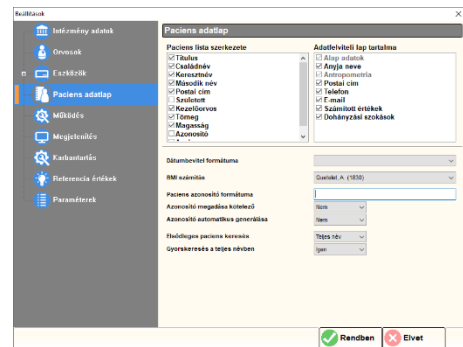 Beállítások
Intézmény adatok
Orvosok
Eszközök
Paciens adatlap
Működés
Megjelenítés
Karbantartás
Referencia értékek
Paraméterek
Paciens adatlap
Paciens lista szerkezete
Titulus
Családnév
Keresztnév
Második név
Postai cím
Született
Kezelőorvos
Tömeg
Magasság
Azonosító
Adatfelviteli lap tartalma
Alap adatok
Anyja neve
Antropometria
Postai cím
Telefon
E-mail
Számított értékek
Dohányzási szokások
Dátumbevitel formátuma
BMI számítás Quetelet, A. (1830)
Paciens azonosító formátuma
Azonosító megadása kötelező Nem
Azonosító automatikus generálása Nem
Elsődleges paciens keresés Teljes név
Gyorskeresés a teljes névben Igen
Rendben Elvet